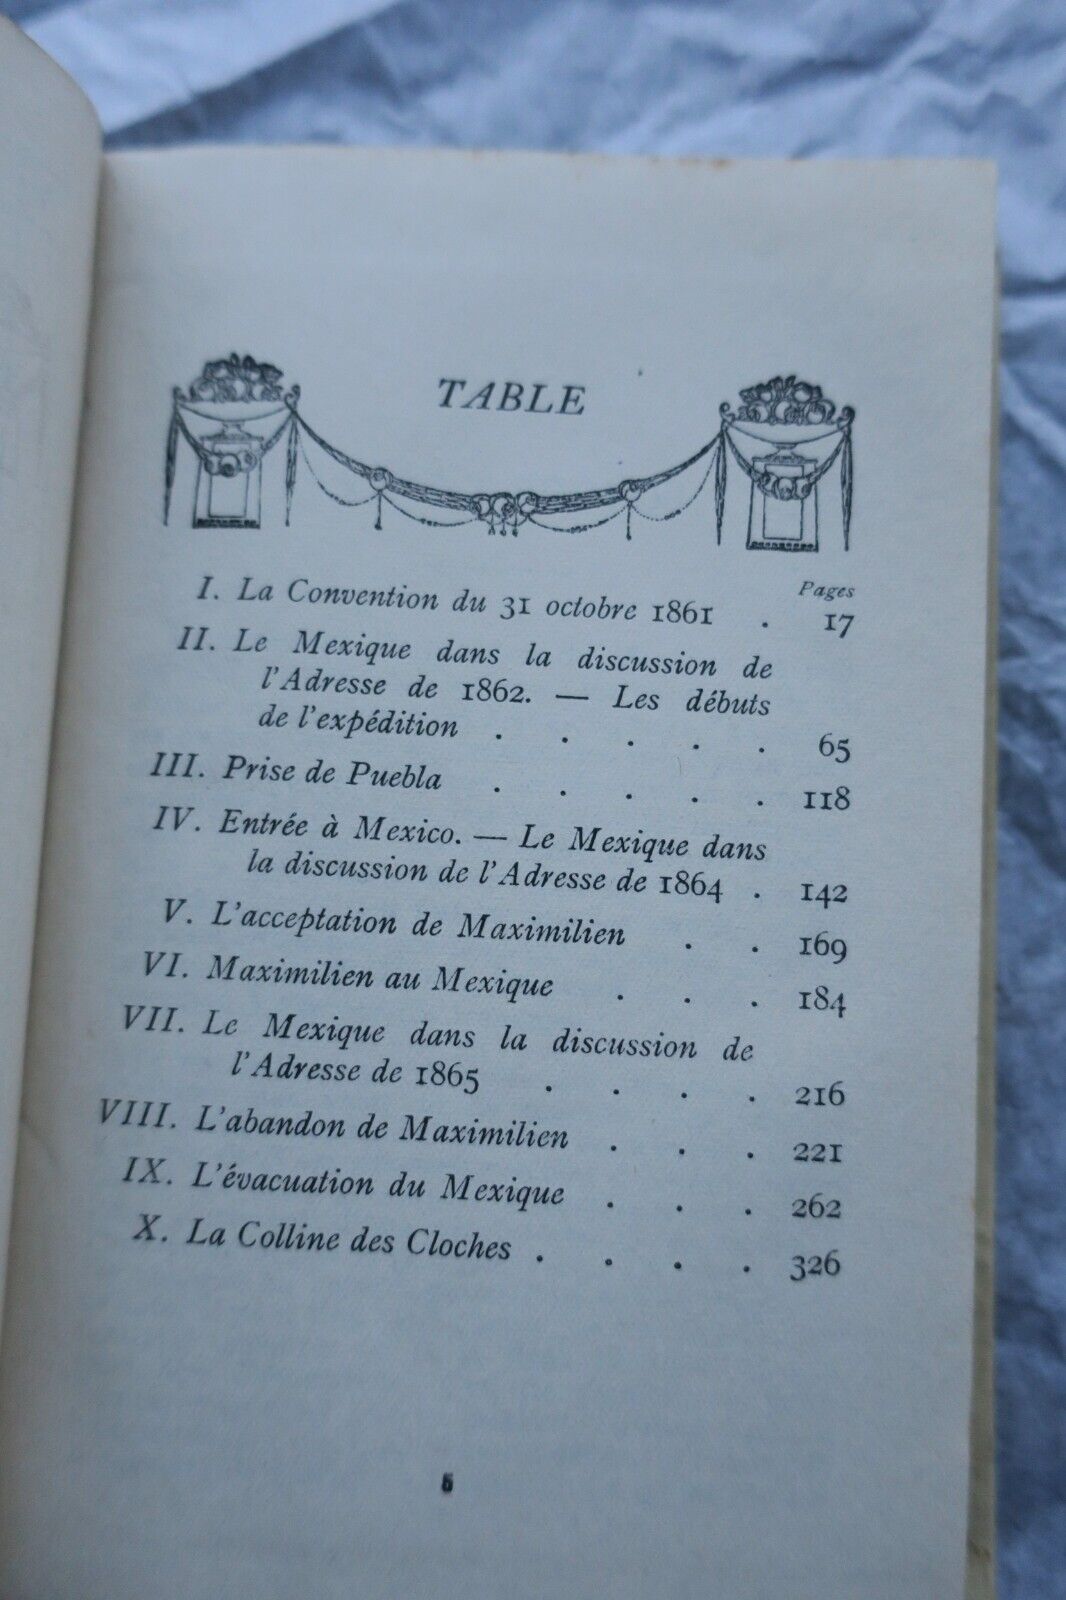 TABLE
Pages
I. La Convention du 31 octobre 1861 . 17
II. Le Mexique dans la discussion de
l'Adresse de 1862. — Les débuts
de l'expédition . . . . . 65
III. Prise de Puebla . . . . . 118
IV. Entrée à Mexico. — Le Mexique dans
la discussion de l'Adresse de 1864 . 142
V. L'acceptation de Maximilien . . 169
VI. Maximilien au Mexique . . . 184
VII. Le Mexique dans la discussion de
l'Adresse de 1865 . . . . 216
VIII. L'abandon de Maximilien . . . 221
IX. L'évacuation du Mexique . . . 262
X. La Colline des Cloches . . . . 326
5